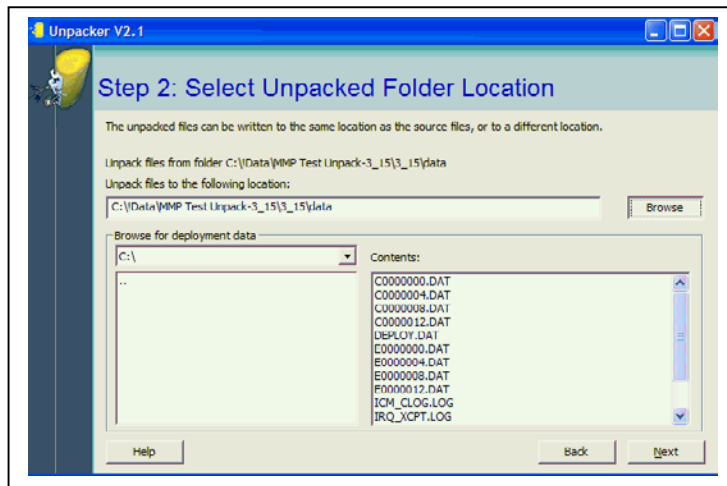 Unpacker V2.1
Step 2: Select Unpacked Folder Location
The unpacked files can be written to the same location as the source files, or to a different location.
Unpack files from folder C:\!Data\MMP Test Unpack-3_15\3_15\data
Unpack files to the following location:
C:\!Data\MMP Test Unpack-3_15\3_15\data
Browse
Browse for deployment data
C:\
Contents:
..
C0000000.DAT
C0000004.DAT
C0000008.DAT
C0000012.DAT
DEPLOY.DAT
E0000000.DAT
E0000004.DAT
E0000008.DAT
E0000012.DAT
ICM_CLOG.LOG
IRQ_XCPT.LOG
Help
Back
Next